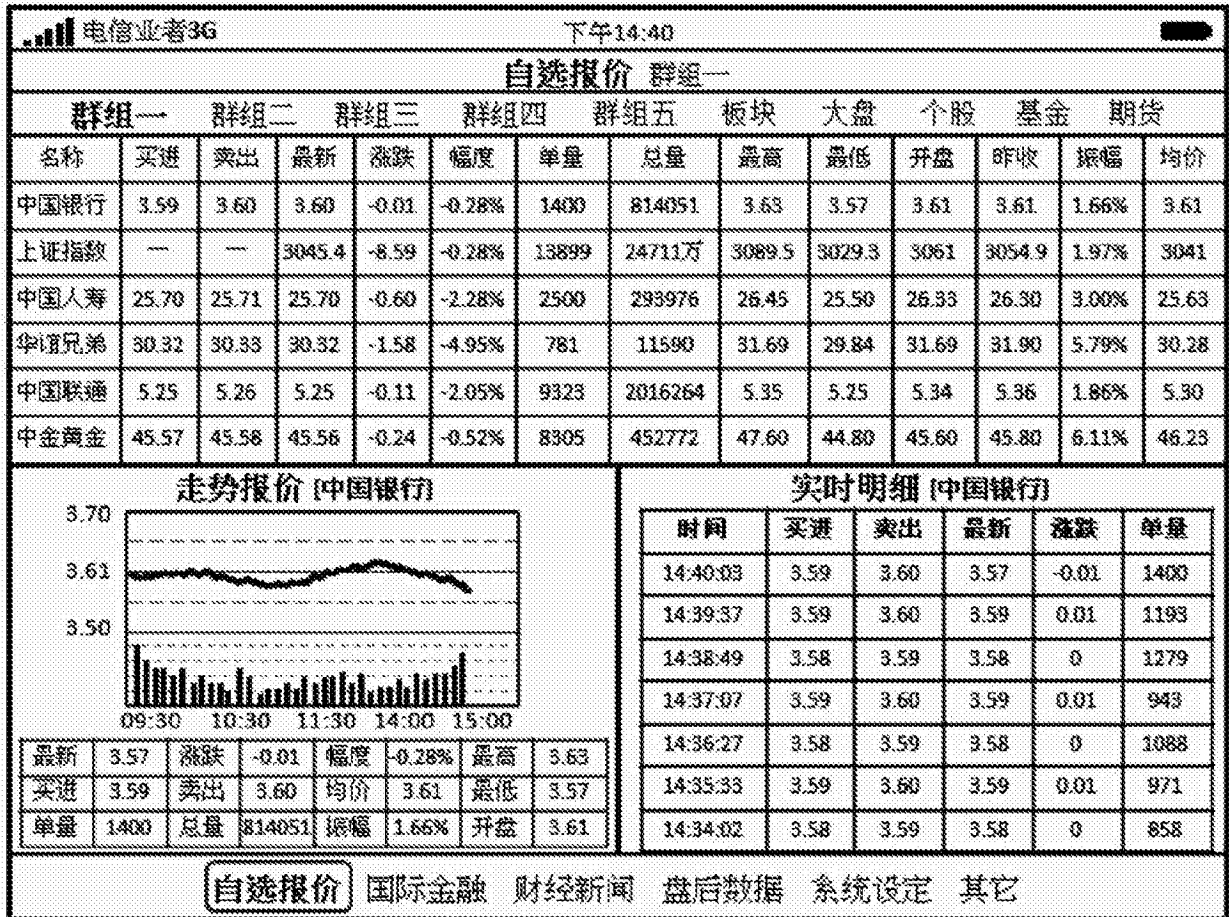 电信业者3G 下午14:40
自选报价 群组一
群组一 群组二 群组三 群组四 群组五 板块 大盘 个股 基金 期货
名称 买进 卖出 最新 涨跌 幅度 单量 总量 最高 最低 开盘 昨收 振幅 均价
中国银行 3.59 3.60 3.60 -0.01 -0.28% 1400 814051 3.63 3.57 3.61 3.61 1.66% 3.61
上证指数 — — 3045.4 -8.59 -0.28% 13899 24711万 3089.5 3029.3 3061 3054.9 1.97% 3041
中国人寿 25.70 25.71 25.70 -0.60 -2.28% 2500 293976 26.45 25.50 26.33 26.30 3.00% 25.63
华谊兄弟 30.32 30.33 30.32 -1.58 -4.95% 781 11590 31.69 29.84 31.69 31.90 5.79% 30.28
中国联通 5.25 5.26 5.25 -0.11 -2.05% 9323 2016264 5.35 5.25 5.34 5.36 1.86% 5.30
中金黄金 45.57 45.58 45.56 -0.24 -0.52% 8305 452772 47.60 44.80 45.60 45.80 6.11% 46.23
走势报价 [中国银行]
3.70
3.61
3.50
09:30 10:30 11:30 14:00 15:00
最新 3.57 涨跌 -0.01 幅度 -0.28% 最高 3.63
买进 3.59 卖出 3.60 均价 3.61 最低 3.57
单量 1400 总量 814051 振幅 1.66% 开盘 3.61
实时明细 [中国银行]
时间 买进 卖出 最新 涨跌 单量
14:40:03 3.59 3.60 3.57 -0.01 1400
14:39:37 3.59 3.60 3.59 0.01 1193
14:38:49 3.58 3.59 3.58 0 1279
14:37:07 3.59 3.60 3.59 0.01 943
14:36:27 3.58 3.59 3.58 0 1088
14:35:33 3.59 3.60 3.59 0.01 971
14:34:02 3.58 3.59 3.58 0 858
自选报价 国际金融 财经新闻 盘后数据 系统设定 其它